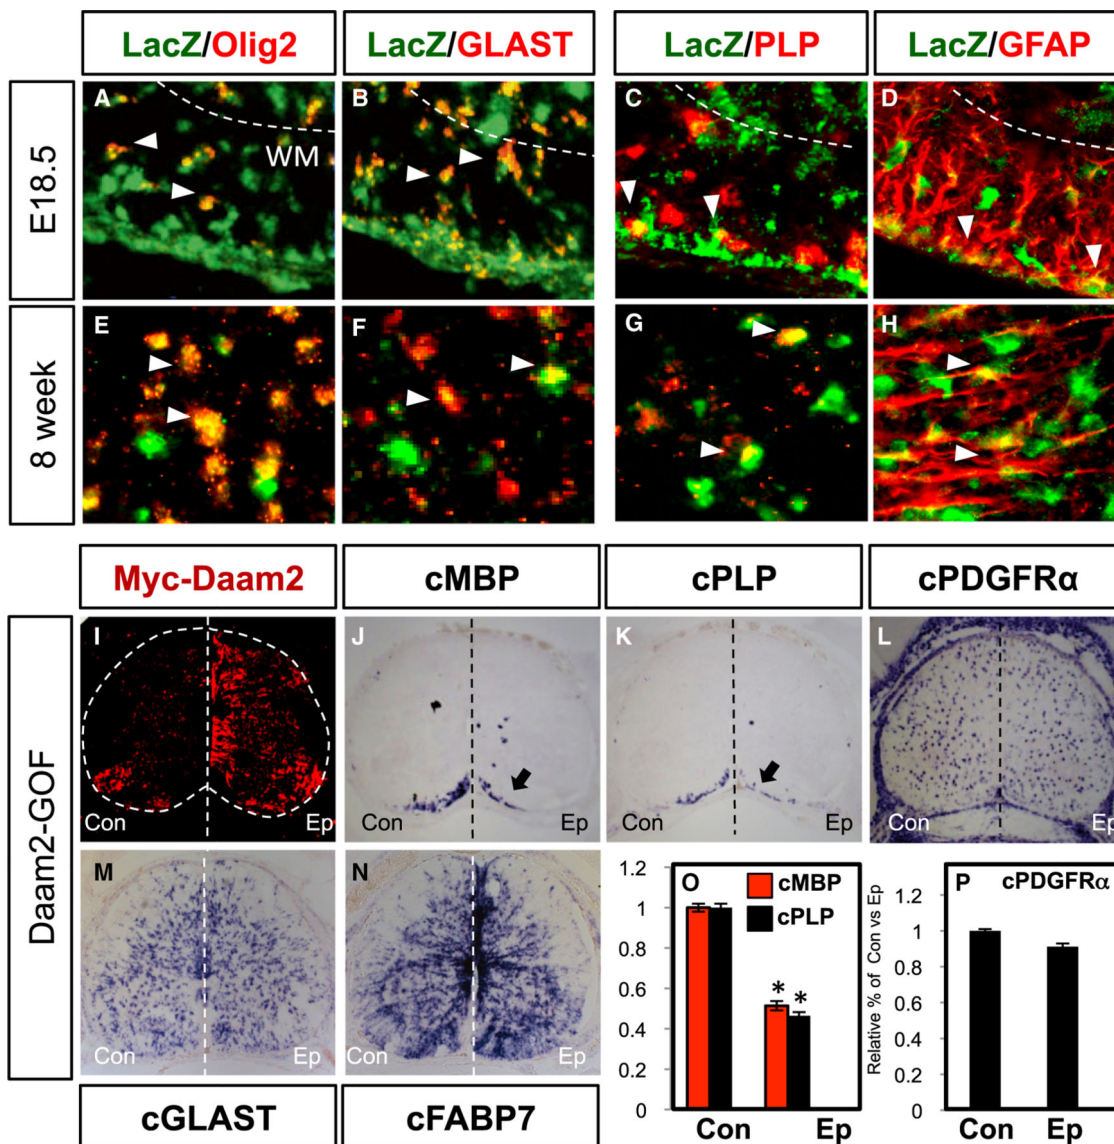 LacZ/Olig2 LacZ/GLAST LacZ/PLP LacZ/GFAP
E18.5
A B C D
WM
8 week
E F G H
Myc-Daam2 cMBP cPLP cPDGFRα
Daam2-GOF
I J K L
Con Ep Con Ep Con Ep Con Ep
M N O P
cMBP
cPLP
cPDGFRα
1.2
1
0.8
0.6
0.4
0.2
0
* *
Relative % of Con vs Ep
1.2
1
0.8
0.6
0.4
0.2
0
Con Ep Con Ep Con Ep Con Ep
cGLAST cFABP7